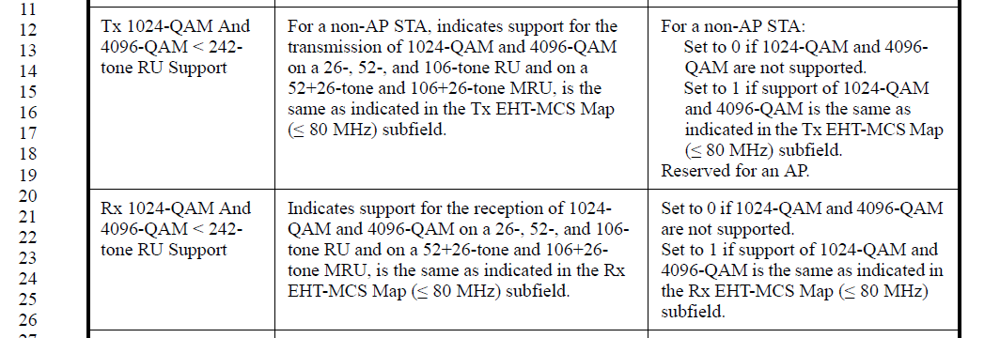 11
12
13
14
15
16
17
18
19
20
21
22
23
24
25
26
Tx 1024-QAM And
4096-QAM < 242-
tone RU Support
For a non-AP STA, indicates support for the
transmission of 1024-QAM and 4096-QAM
on a 26-, 52-, and 106-tone RU and on a
52+26-tone and 106+26-tone MRU, is the
same as indicated in the Tx EHT-MCS Map
(≤ 80 MHz) subfield.
For a non-AP STA:
Set to 0 if 1024-QAM and 4096-
QAM are not supported.
Set to 1 if support of 1024-QAM
and 4096-QAM is the same as
indicated in the Tx EHT-MCS Map
(≤ 80 MHz) subfield.
Reserved for an AP.
Rx 1024-QAM And
4096-QAM < 242-
tone RU Support
Indicates support for the reception of 1024-
QAM and 4096-QAM on a 26-, 52-, and 106-
tone RU and on a 52+26-tone and 106+26-
tone MRU, is the same as indicated in the Rx
EHT-MCS Map (≤ 80 MHz) subfield.
Set to 0 if 1024-QAM and 4096-QAM
are not supported.
Set to 1 if support of 1024-QAM and
4096-QAM is the same as indicated in
the Rx EHT-MCS Map (≤ 80 MHz)
subfield.